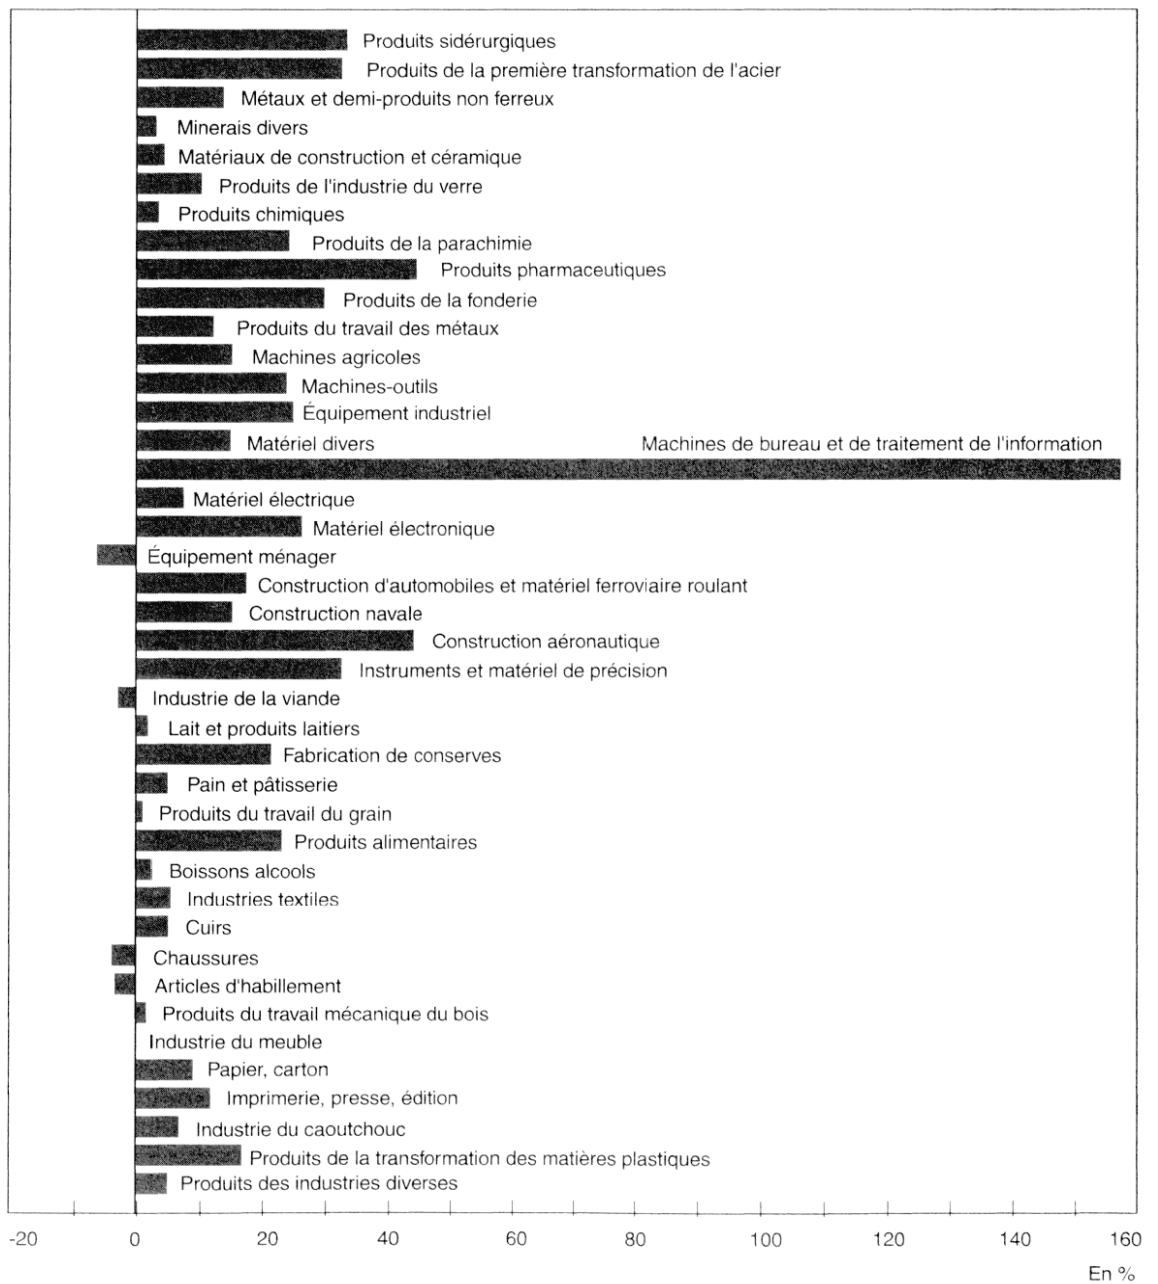 Produits sidérurgiques
Produits de la première transformation de l'acier
Métaux et demi-produits non ferreux
Minerais divers
Matériaux de construction et céramique
Produits de l'industrie du verre
Produits chimiques
Produits de la parachimie
Produits pharmaceutiques
Produits de la fonderie
Produits du travail des métaux
Machines agricoles
Machines-outils
Équipement industriel
Matériel divers
Machines de bureau et de traitement de l'information
Matériel électrique
Matériel électronique
Équipement ménager
Construction d'automobiles et matériel ferroviaire roulant
Construction navale
Construction aéronautique
Instruments et matériel de précision
Industrie de la viande
Lait et produits laitiers
Fabrication de conserves
Pain et pâtisserie
Produits du travail du grain
Produits alimentaires
Boissons alcools
Industries textiles
Cuirs
Chaussures
Articles d'habillement
Produits du travail mécanique du bois
Industrie du meuble
Papier, carton
Imprimerie, presse, édition
Industrie du caoutchouc
Produits de la transformation des matières plastiques
Produits des industries diverses
-20 0 20 40 60 80 100 120 140 160
En %